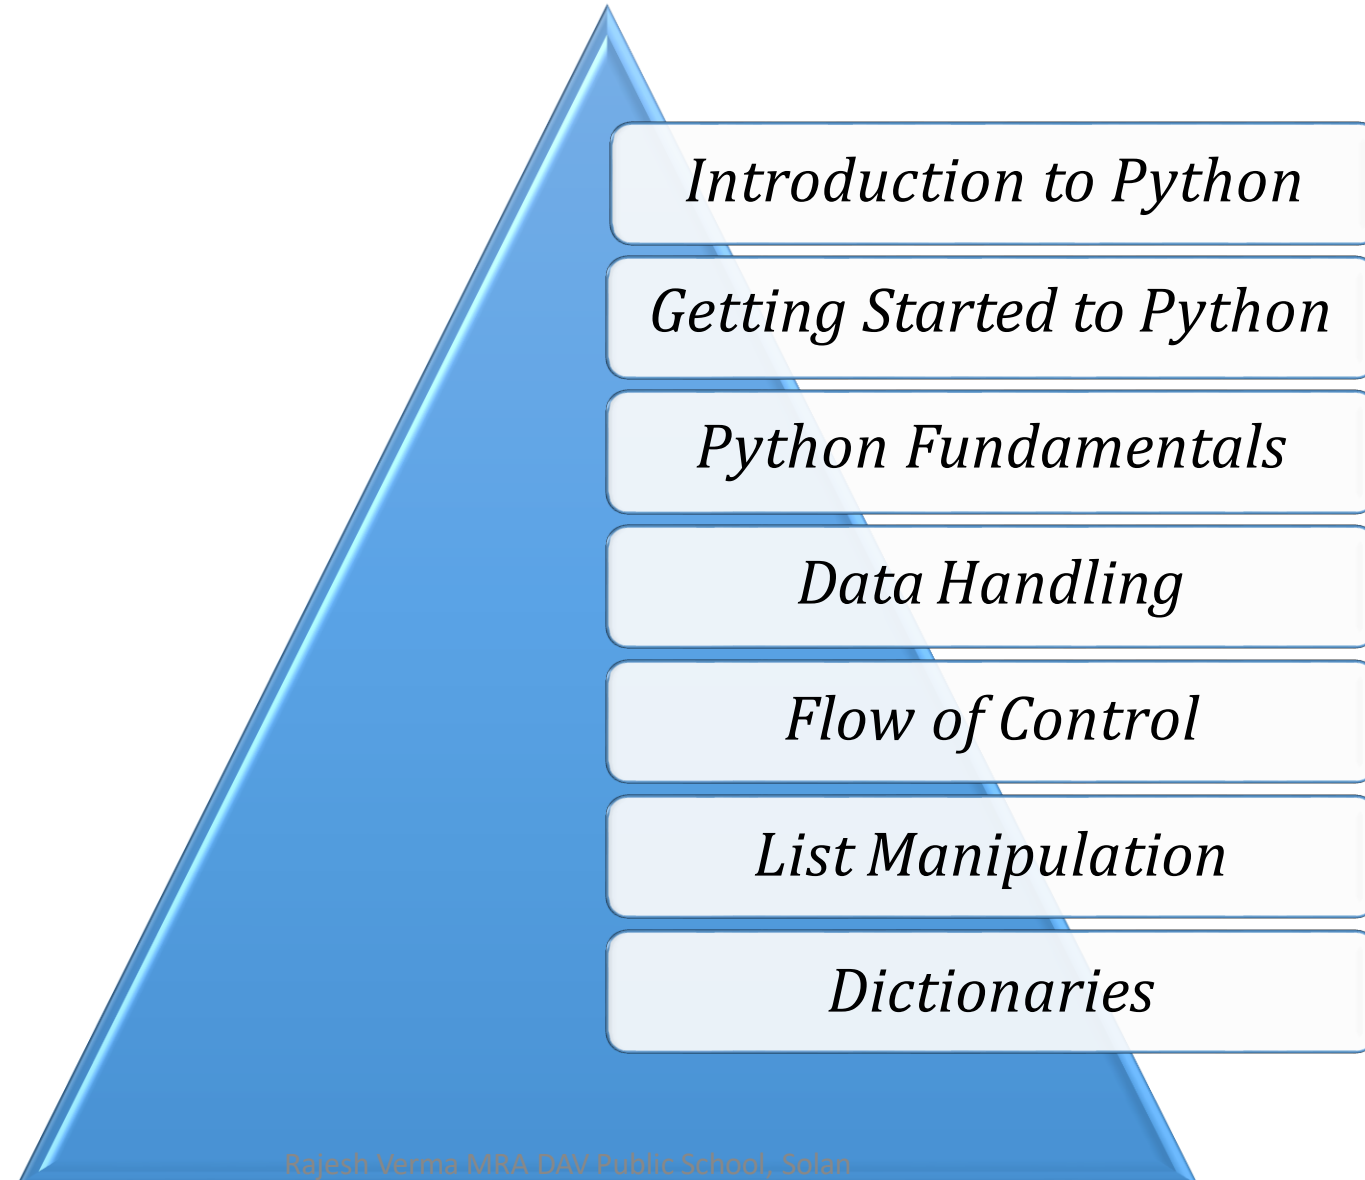 Introduction to Python
Getting Started to Python
Python Fundamentals
Data Handling
Flow of Control
List Manipulation
Dictionaries
Rajesh Verma MRA DAV Public School, Solan